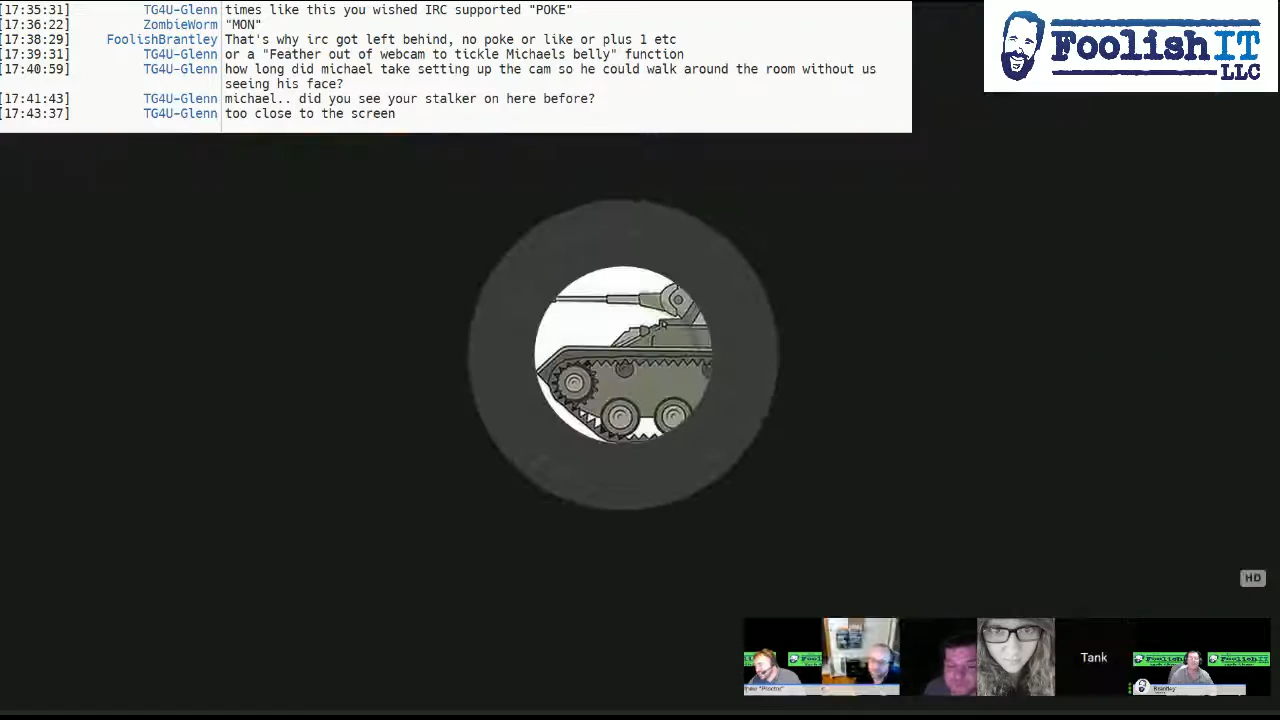 [17:35:31] TG4U-Glenn times like this you wished IRC supported "POKE"
[17:36:22] ZombieWorm "MON"
[17:38:29] FoolishBrantley That's why irc got left behind, no poke or like or plus 1 etc
[17:39:31] TG4U-Glenn or a "Feather out of webcam to tickle Michaels belly" function
[17:40:59] TG4U-Glenn how long did michael take setting up the cam so he could walk around the room without us
seeing his face?
[17:41:43] TG4U-Glenn michael.. did you see your stalker on here before?
[17:43:37] TG4U-Glenn too close to the screen
FoolishIT
LLC
HD
Tank
FoolishIT
Brantley